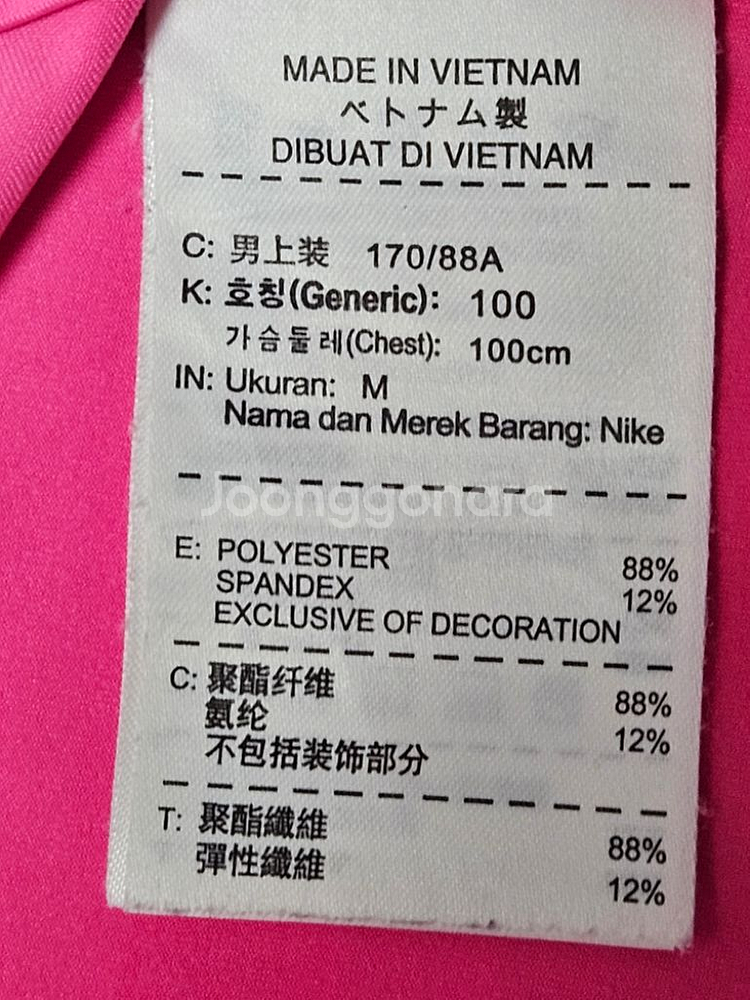 MADE IN VIETNAM
ベトナム製
DIBUAT DI VIETNAM
C: 男上装 170/88A
K: 호칭(Generic): 100
가슴둘레(Chest): 100cm
IN: Ukuran: M
Nama dan Merek Barang: Nike
Joonggonara
E: POLYESTER 88%
SPANDEX 12%
EXCLUSIVE OF DECORATION
C: 聚酯纤维 88%
氨纶 12%
不包括装饰部分
T: 聚酯纖維 88%
彈性纖維 12%